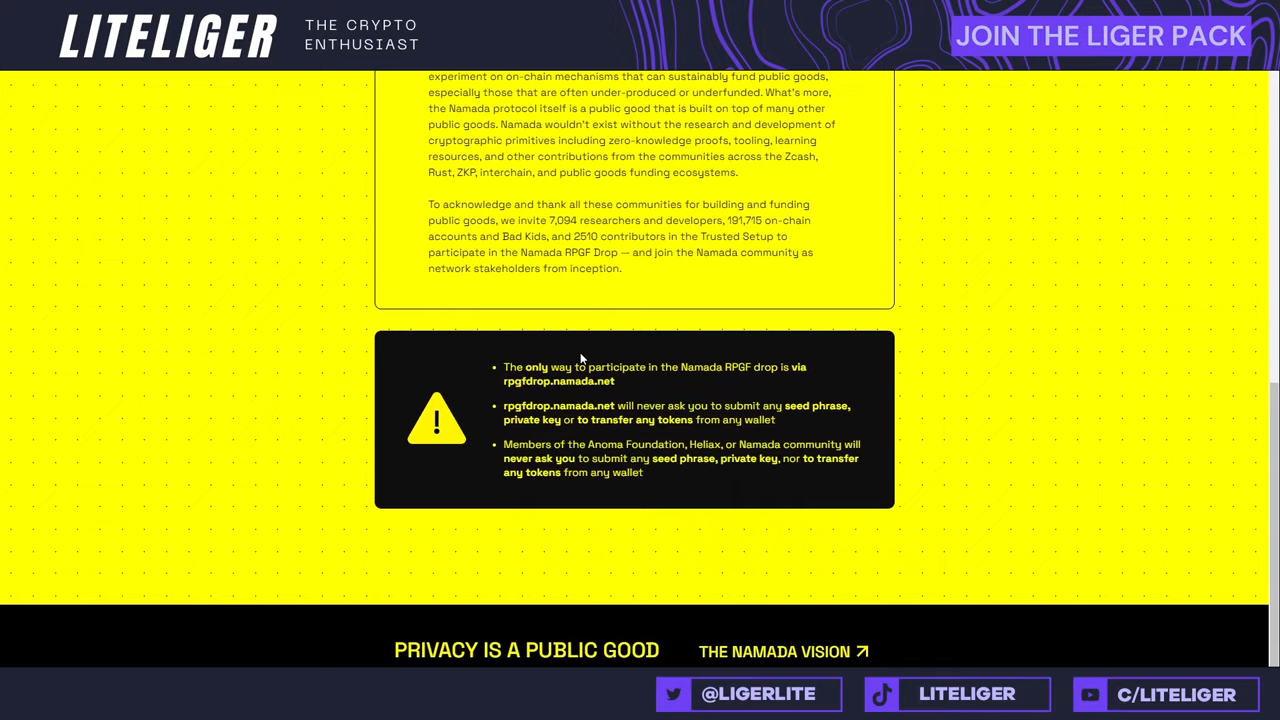 LITELIGER
THE CRYPTO
ENTHUSIAST
JOIN THE LIGER PACK
experiment on on-chain mechanisms that can sustainably fund public goods,
especially those that are often under-produced or underfunded. What's more,
the Namada protocol itself is a public good that is built on top of many other
public goods. Namada wouldn't exist without the research and development of
cryptographic primitives including zero-knowledge proofs, tooling, learning
resources, and other contributions from the communities across the Zcash,
Rust, ZKP, interchain, and public goods funding ecosystems.
To acknowledge and thank all these communities for building and funding
public goods, we invite 7,094 researchers and developers, 191,715 on-chain
accounts and Bad Kids, and 2510 contributors in the Trusted Setup to
participate in the Namada RPGF Drop — and join the Namada community as
network stakeholders from inception.
• The only way to participate in the Namada RPGF drop is via
rpgfdrop.namada.net
• rpgfdrop.namada.net will never ask you to submit any seed phrase,
private key or to transfer any tokens from any wallet
• Members of the Anoma Foundation, Heliax, or Namada community will
never ask you to submit any seed phrase, private key, nor to transfer
any tokens from any wallet
PRIVACY IS A PUBLIC GOOD
THE NAMADA VISION ↗
@LIGERLITE
LITELIGER
C/LITELIGER